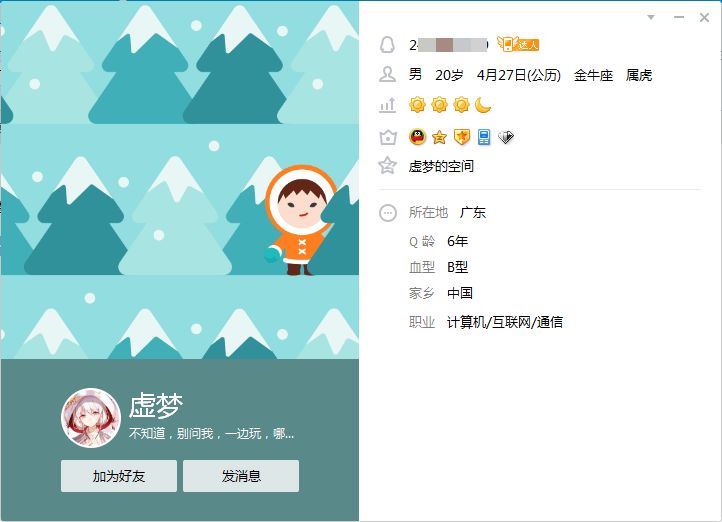 虚梦
不知道，别问我，一边玩，哪...
加为好友 发消息
2 达人
男 20岁 4月27日(公历) 金牛座 属虎
虚梦的空间
所在地 广东
Q 龄 6年
血型 B型
家乡 中国
职业 计算机/互联网/通信